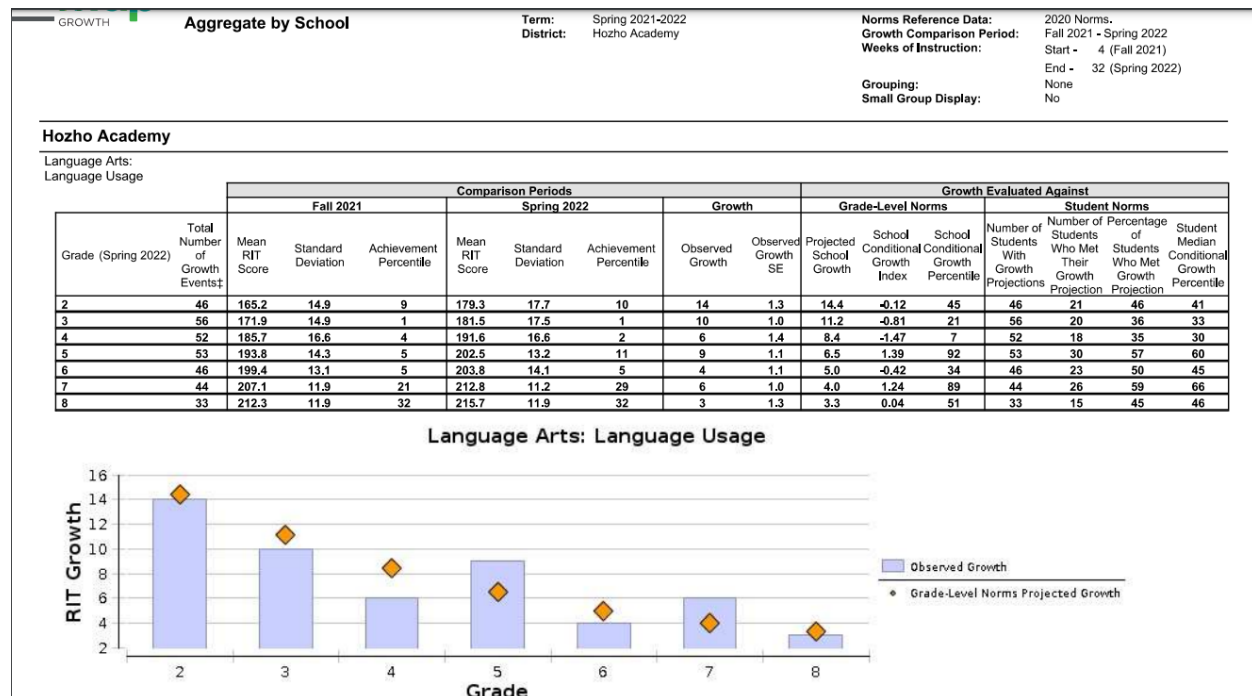 GROWTH
Aggregate by School
Term: Spring 2021-2022
District: Hozho Academy
Norms Reference Data: 2020 Norms.
Growth Comparison Period: Fall 2021 - Spring 2022
Weeks of Instruction: Start - 4 (Fall 2021)
End - 32 (Spring 2022)
Grouping: None
Small Group Display: No
Hozho Academy
Language Arts:
Language Usage
Comparison Periods Growth Evaluated Against
Fall 2021 Spring 2022 Growth Grade-Level Norms Student Norms
Grade (Spring 2022) Total Number of Growth Events‡ Mean RIT Score Standard Deviation Achievement Percentile Mean RIT Score Standard Deviation Achievement Percentile Observed Growth Observed Growth SE Projected School Growth School Conditional Growth Index School Conditional Growth Percentile Number of Students With Growth Projections Number of Students Who Met Their Growth Projection Percentage of Students Who Met Growth Projection Student Median Conditional Growth Percentile
2 46 165.2 14.9 9 179.3 17.7 10 14 1.3 14.4 -0.12 45 46 21 46 41
3 56 171.9 14.9 1 181.5 17.5 1 10 1.0 11.2 -0.81 21 56 20 36 33
4 52 185.7 16.6 4 191.6 16.6 2 6 1.4 8.4 -1.47 7 52 18 35 30
5 53 193.8 14.3 5 202.5 13.2 11 9 1.1 6.5 1.39 92 53 30 57 60
6 46 199.4 13.1 5 203.8 14.1 5 4 1.1 5.0 -0.42 34 46 23 50 45
7 44 207.1 11.9 21 212.8 11.2 29 6 1.0 4.0 1.24 89 44 26 59 66
8 33 212.3 11.9 32 215.7 11.9 32 3 1.3 3.3 0.04 51 33 15 45 46
Language Arts: Language Usage
RIT Growth
16
14
12
10
8
6
4
2
2 3 4 5 6 7 8
Grade
Observed Growth
Grade-Level Norms Projected Growth